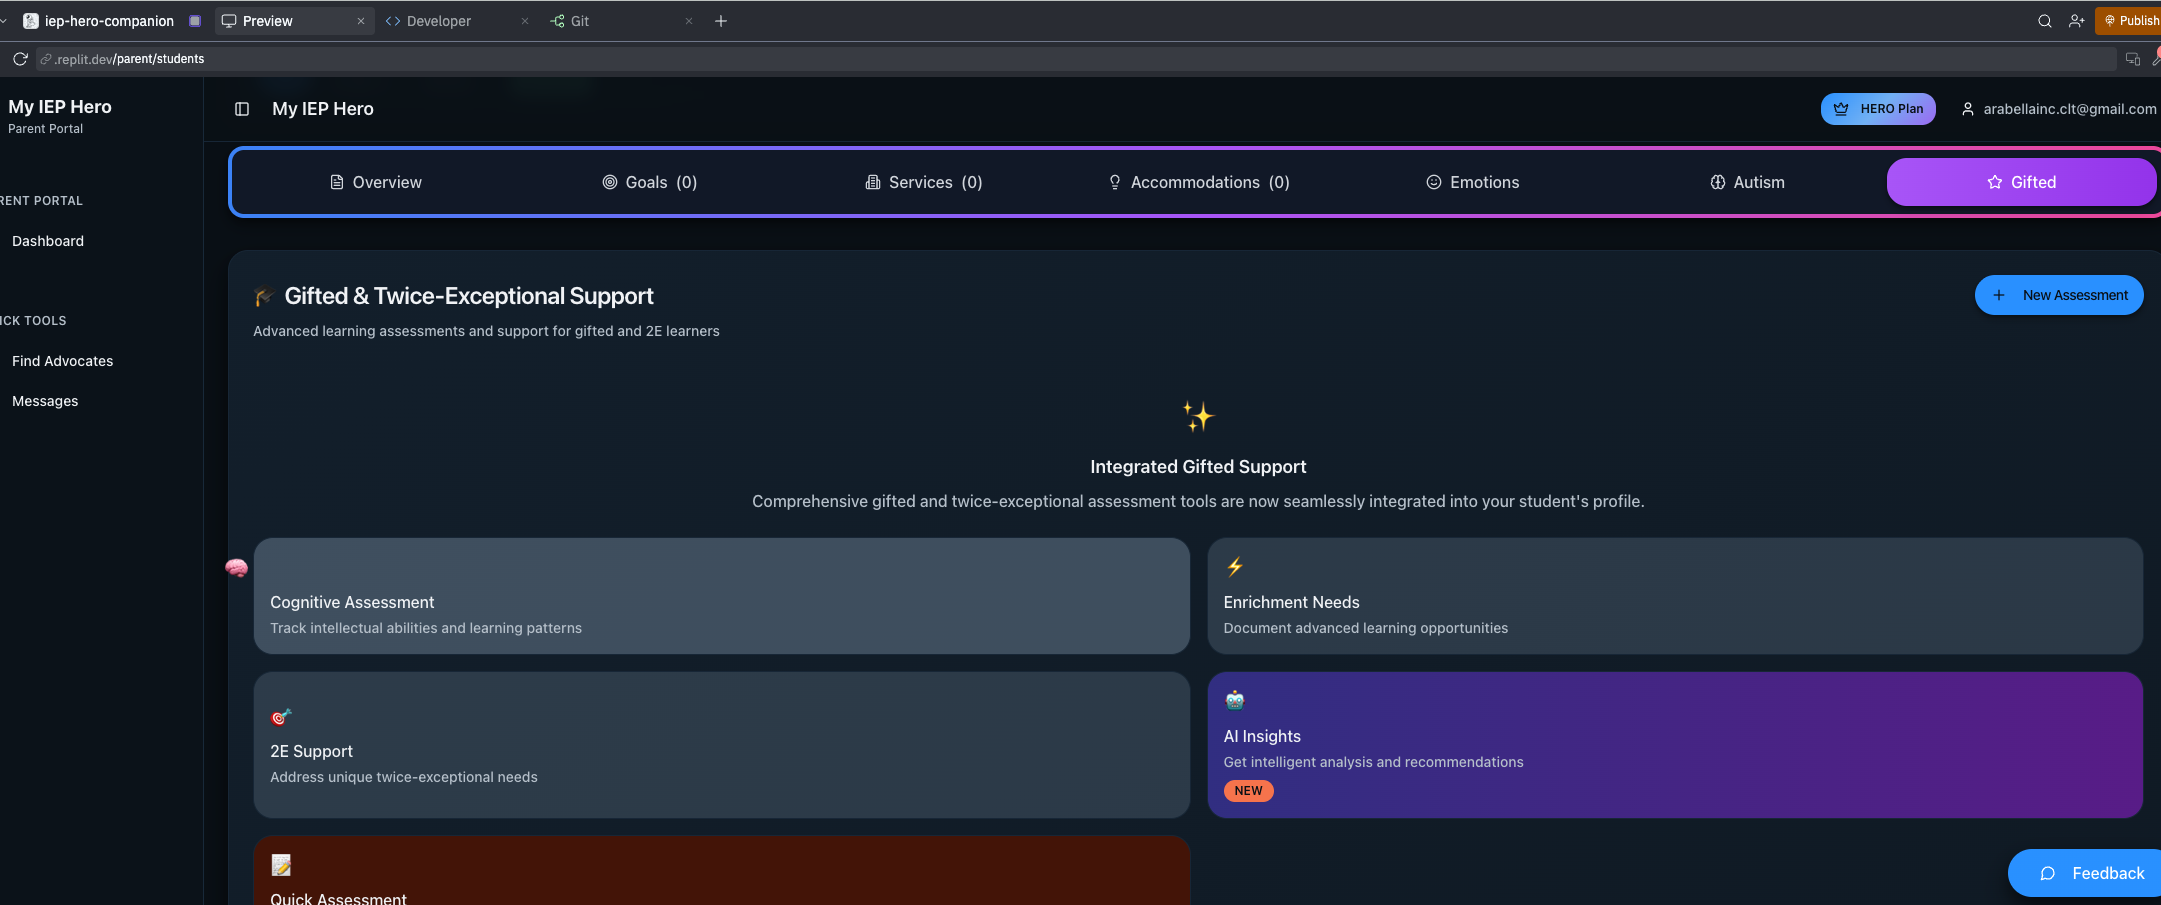 iep-hero-companion
Preview
Developer
Git
Publish
.replit.dev/parent/students
My IEP Hero
Parent Portal
My IEP Hero
HERO Plan
arabellainc.clt@gmail.com
RENT PORTAL
Dashboard
ICK TOOLS
Find Advocates
Messages
Overview
Goals (0)
Services (0)
Accommodations (0)
Emotions
Autism
Gifted
Gifted & Twice-Exceptional Support
Advanced learning assessments and support for gifted and 2E learners
New Assessment
Integrated Gifted Support
Comprehensive gifted and twice-exceptional assessment tools are now seamlessly integrated into your student's profile.
Cognitive Assessment
Track intellectual abilities and learning patterns
Enrichment Needs
Document advanced learning opportunities
2E Support
Address unique twice-exceptional needs
AI Insights
Get intelligent analysis and recommendations
NEW
Quick Assessment
Feedback